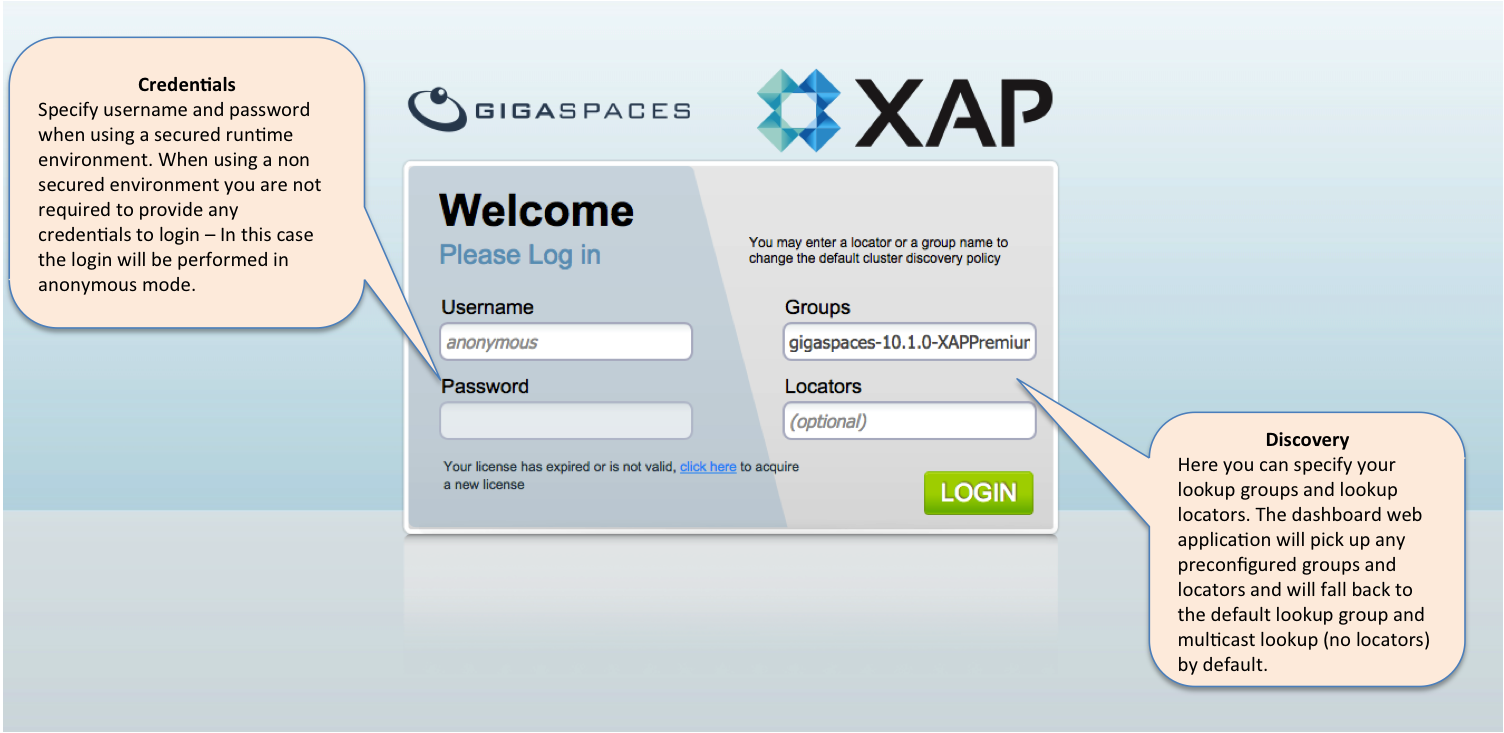 Credentials
Specify username and password
when using a secured runtime
environment. When using a non
secured environment you are not
required to provide any
credentials to login – In this case
the login will be performed in
anonymous mode.
GIGASPACES
XAP
Welcome
Please Log in
You may enter a locator or a group name to
change the default cluster discovery policy
Username
anonymous
Password
Groups
gigaspaces-10.1.0-XAPPremiur
Locators
(optional)
Your license has expired or is not valid, click here to acquire
a new license
LOGIN
Discovery
Here you can specify your
lookup groups and lookup
locators. The dashboard web
application will pick up any
preconfigured groups and
locators and will fall back to
the default lookup group and
multicast lookup (no locators)
by default.